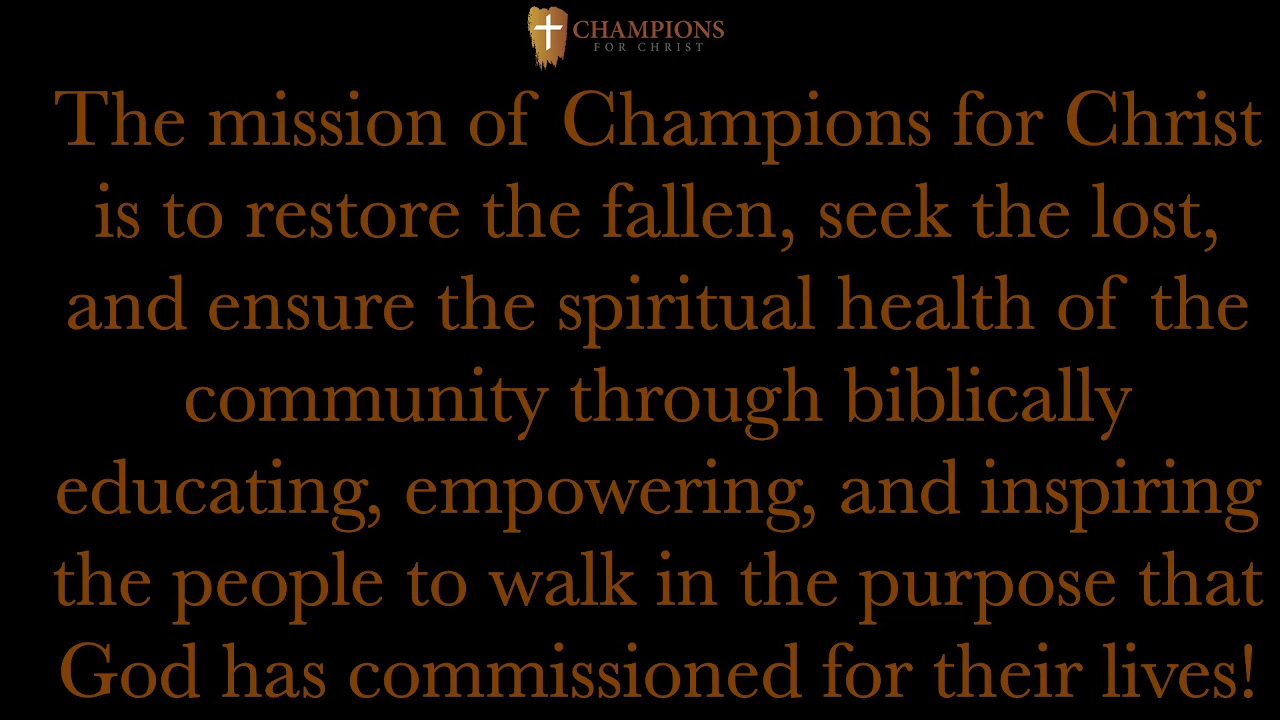 CHAMPIONS
FOR CHRIST
The mission of Champions for Christ
is to restore the fallen, seek the lost,
and ensure the spiritual health of the
community through biblically
educating, empowering, and inspiring
the people to walk in the purpose that
God has commissioned for their lives!